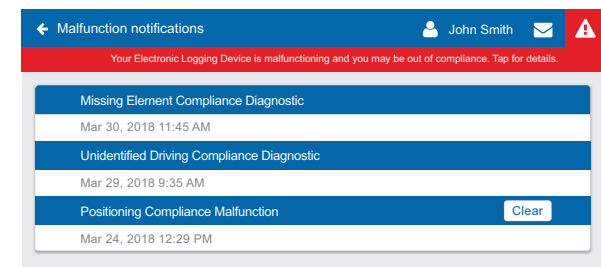 Malfunction notifications
John Smith
Your Electronic Logging Device is malfunctioning and you may be out of compliance. Tap for details.
Missing Element Compliance Diagnostic
Mar 30, 2018 11:45 AM
Unidentified Driving Compliance Diagnostic
Mar 29, 2018 9:35 AM
Positioning Compliance Malfunction
Clear
Mar 24, 2018 12:29 PM